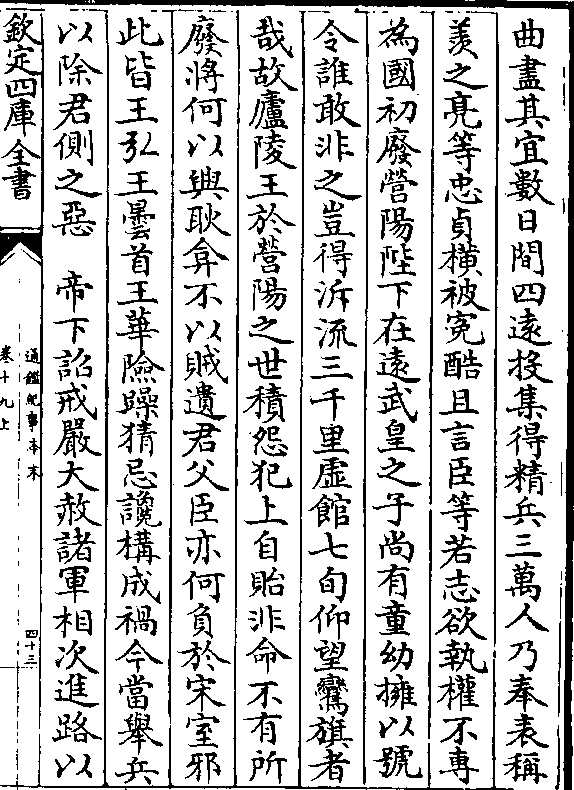 曲盡其宜數日間四遠投集得精兵三萬人乃奉表稱
羡之亮等忠貞橫被冤酷且言臣等若志欲執權不專
為國初廢營陽陛下在遠武皇之子尚有童幼擁以號
令誰敢非之豈得泝流三千里虛館七旬仰望鸞旗者
哉故廬陵王於營陽之世積怨犯上自貽非命不有所
廢將何以興耿弇不以賊遺君父臣亦何負於宋室邪
此皆王弘王曇首王華險躁猜忌讒構成禍今當舉兵
以除君側之惡　帝下詔戒嚴大赦諸軍相次進路以
欽定四庫全書
通鑑紀事本末
卷十九上
四十三